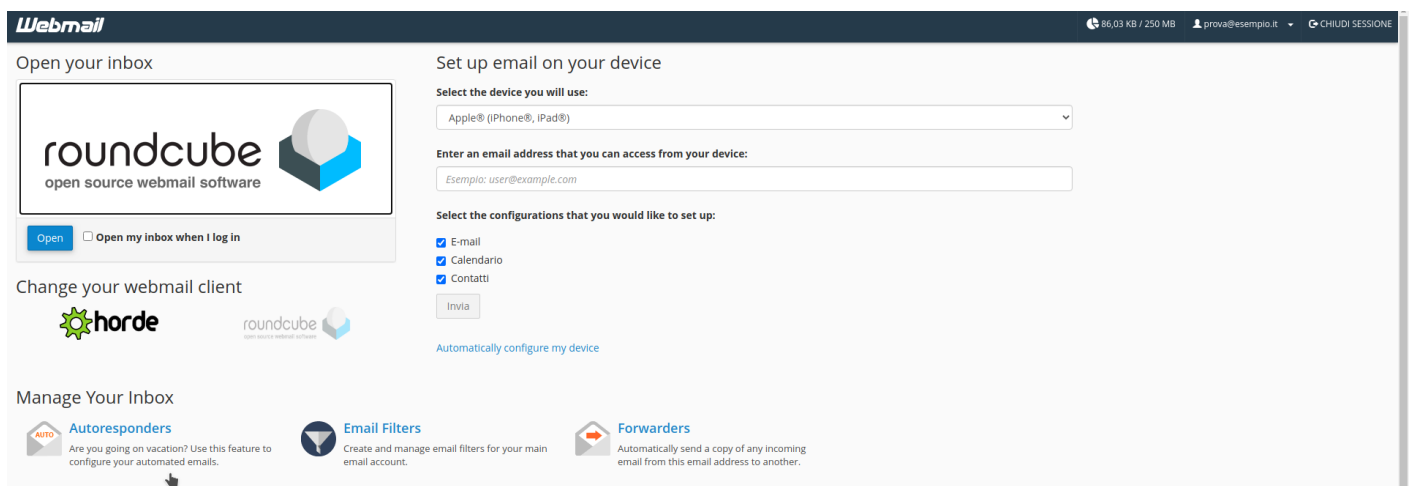 Webmail
86,03 KB / 250 MB
prova@esempio.it
CHIUDI SESSIONE
Open your inbox
roundcube
open source webmail software
Open
Open my inbox when I log in
Change your webmail client
horde
roundcube
open source webmail software
Set up email on your device
Select the device you will use:
Apple® (iPhone®, iPad®)
Enter an email address that you can access from your device:
Esempio: user@example.com
Select the configurations that you would like to set up:
E-mail
Calendario
Contatti
Invia
Automatically configure my device
Manage Your Inbox
AUTO
Autoresponders
Are you going on vacation? Use this feature to
configure your automated emails.
Email Filters
Create and manage email filters for your main
email account.
Forwarders
Automatically send a copy of any incoming
email from this email address to another.